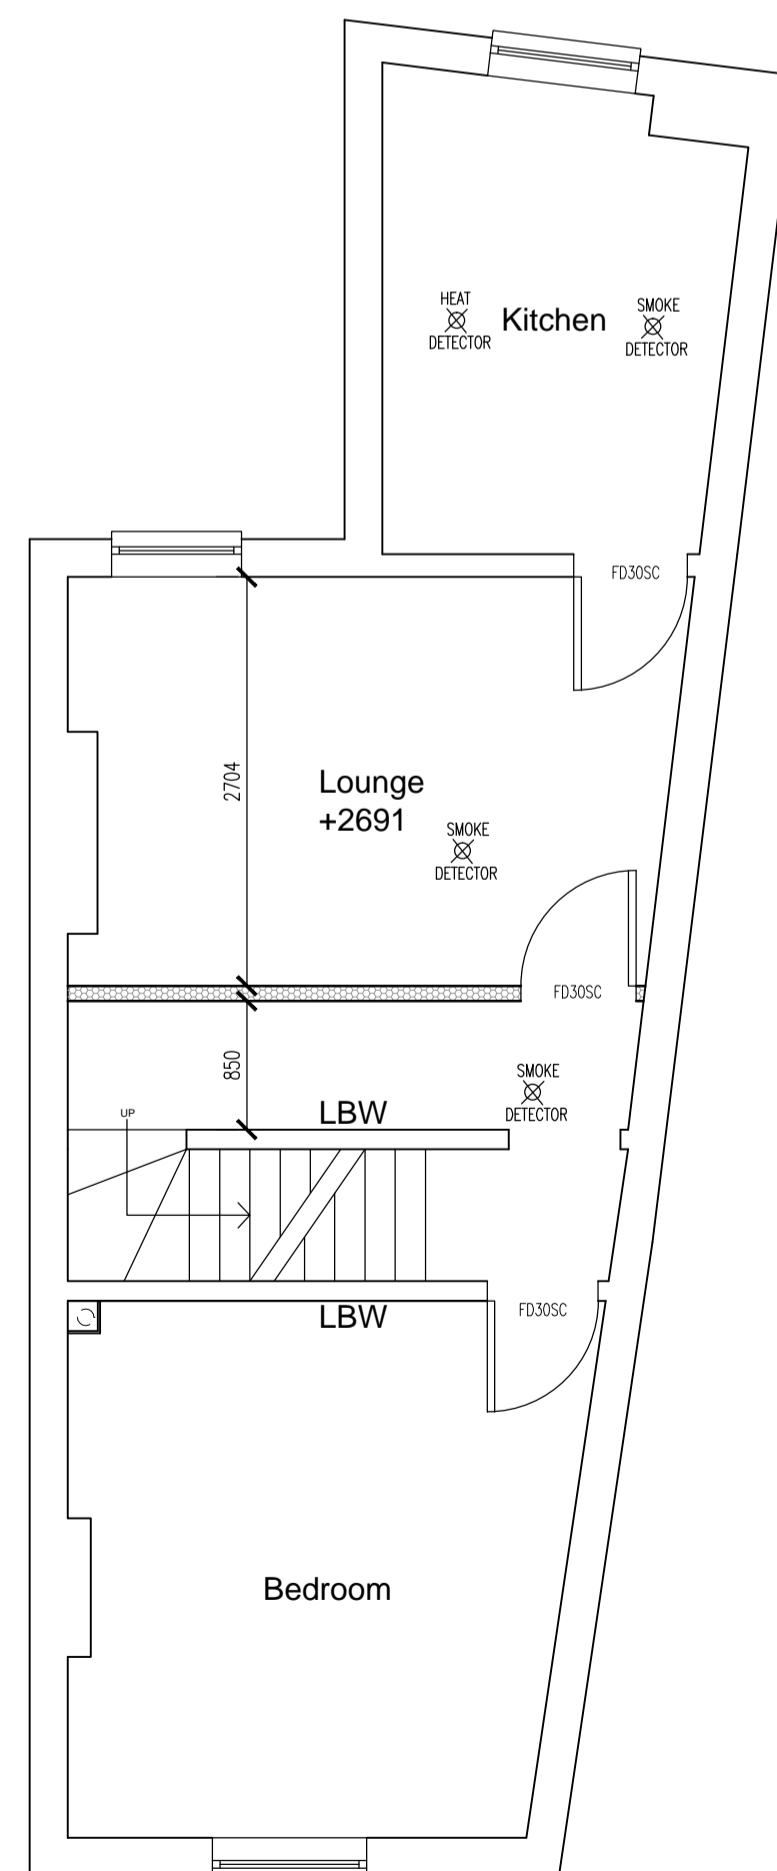 HEAT
DETECTOR
Kitchen
SMOKE
DETECTOR
FD30SC
2704
Lounge
+2691
SMOKE
DETECTOR
FD30SC
850
SMOKE
DETECTOR
UP
LBW
FD30SC
LBW
Bedroom